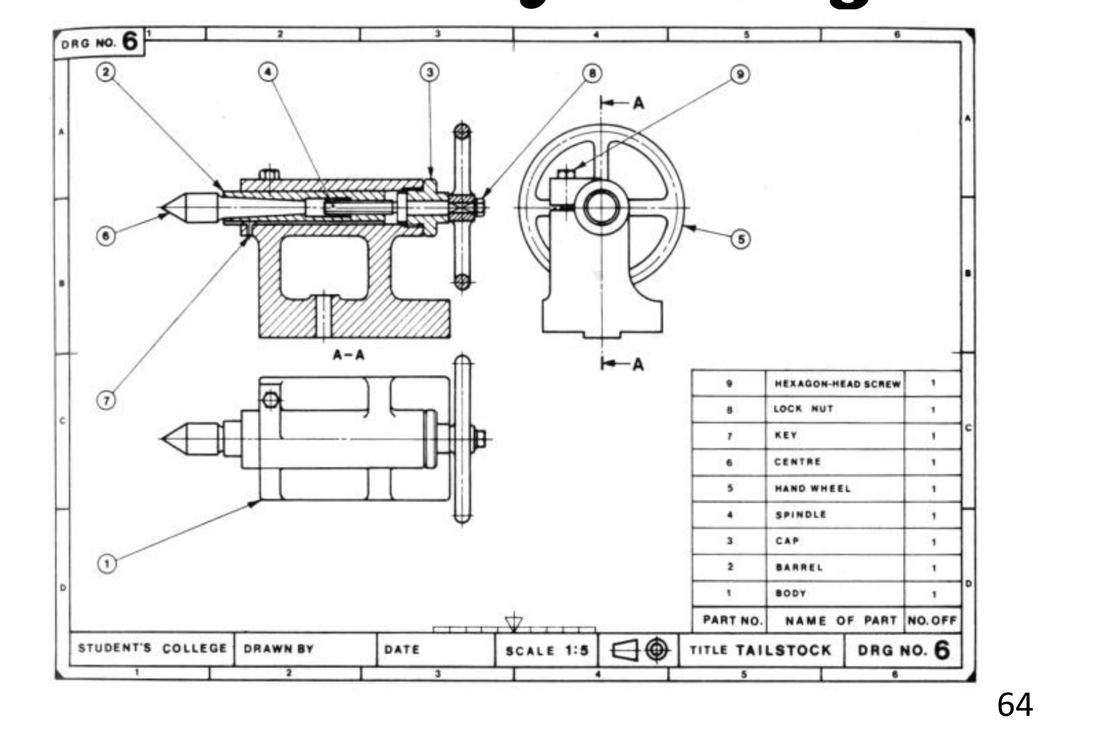 DRG NO. 6
1 2 3 4 5 6
2 4 3 8 9
A
A
A
A
6
5
B
B
A-A
A
7
C
C
1
D
D
9 HEXAGON-HEAD SCREW 1
8 LOCK NUT 1
7 KEY 1
6 CENTRE 1
5 HAND WHEEL 1
4 SPINDLE 1
3 CAP 1
2 BARREL 1
1 BODY 1
PART NO. NAME OF PART NO. OFF
STUDENT'S COLLEGE DRAWN BY DATE SCALE 1:5 TITLE TAILSTOCK DRG NO. 6
1 2 3 4 5 6
64